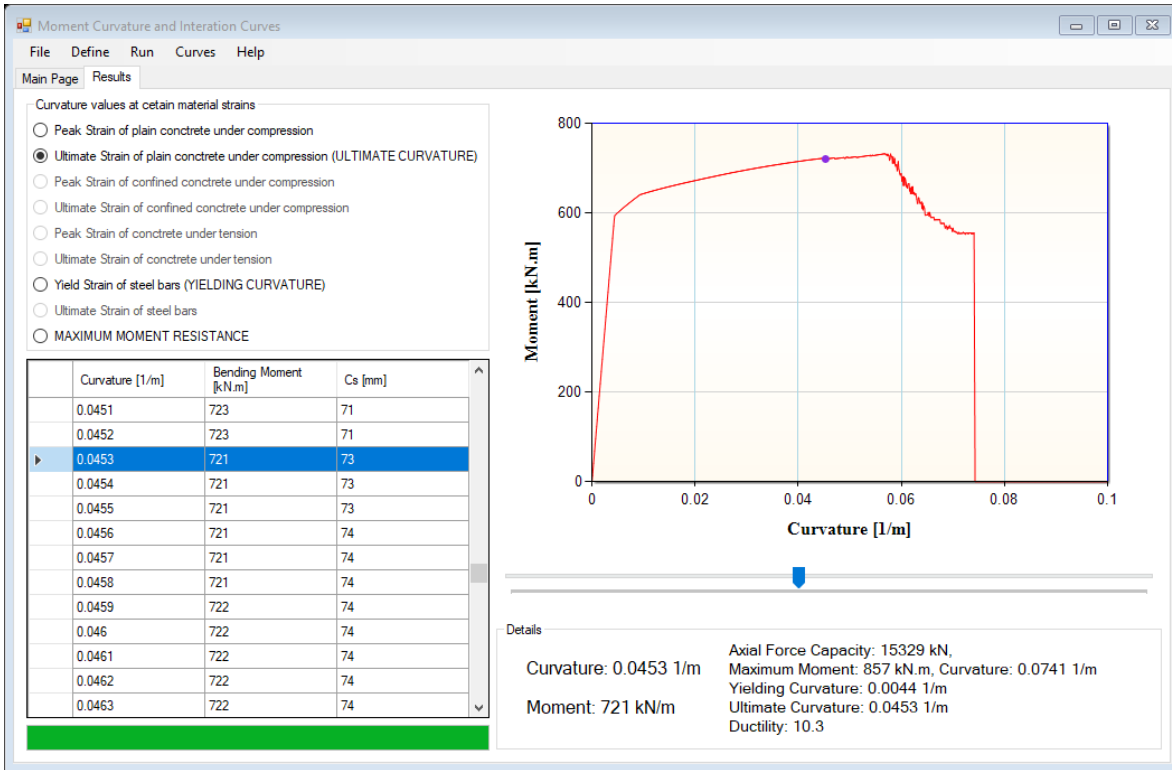 Moment Curvature and Interation Curves
File Define Run Curves Help
Main Page Results
Curvature values at cetain material strains
Peak Strain of plain conctrete under compression
Ultimate Strain of plain conctrete under compression (ULTIMATE CURVATURE)
Peak Strain of confined concrete under compression
Ultimate Strain of confined concrete under compression
Peak Strain of conctrete under tension
Ultimate Strain of conctrete under tension
Yield Strain of steel bars (YIELDING CURVATURE)
Ultimate Strain of steel bars
MAXIMUM MOMENT RESISTANCE
Curvature [1/m] Bending Moment [kN.m] Cs [mm]
0.0451 723 71
0.0452 723 71
0.0453 721 73
0.0454 721 73
0.0455 721 73
0.0456 721 74
0.0457 721 74
0.0458 721 74
0.0459 722 74
0.046 722 74
0.0461 722 74
0.0462 722 74
0.0463 722 74
800
600
400
200
0
Moment [kN.m]
0 0.02 0.04 0.06 0.08 0.1
Curvature [1/m]
Details
Curvature: 0.0453 1/m
Moment: 721 kN/m
Axial Force Capacity: 15329 kN,
Maximum Moment: 857 kN.m, Curvature: 0.0741 1/m
Yielding Curvature: 0.0044 1/m
Ultimate Curvature: 0.0453 1/m
Ductility: 10.3